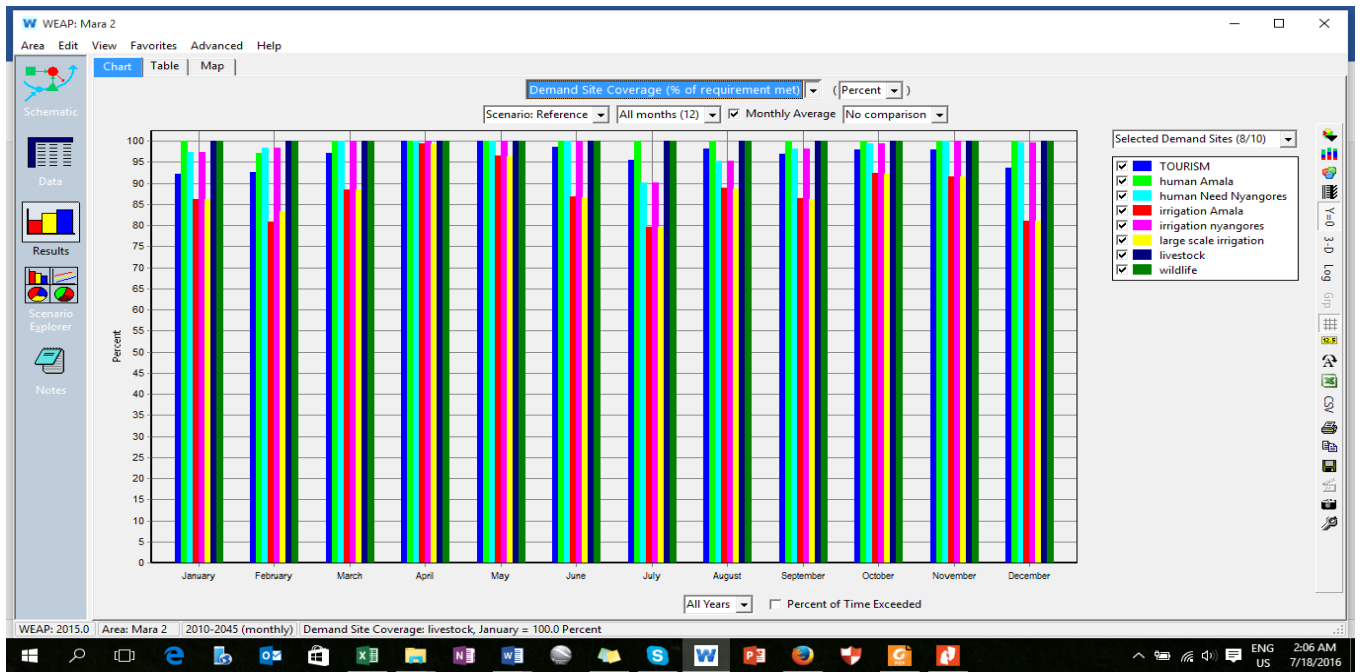 WEAP: Mara 2
Area Edit View Favorites Advanced Help
Chart Table Map
Demand Site Coverage (% of requirement met) ( Percent )
Scenario: Reference All months (12) Monthly Average No comparison
Schematic
Data
Results
Scenario
Explorer
Notes
100
95
90
85
80
75
70
65
60
55
50
45
40
35
30
25
20
15
10
5
0
Percent
January February March April May June July August September October November December
Selected Demand Sites (8/10)
TOURISM
human Amala
human Need Nyangores
irrigation Amala
irrigation nyangores
large scale irrigation
livestock
wildlife
Y=0
3-D
Log
Grp
12.5
CSV
All Years Percent of Time Exceeded
WEAP: 2015.0 Area: Mara 2 2010-2045 (monthly) Demand Site Coverage: livestock, January = 100.0 Percent
ENG
US
2:06 AM
7/18/2016